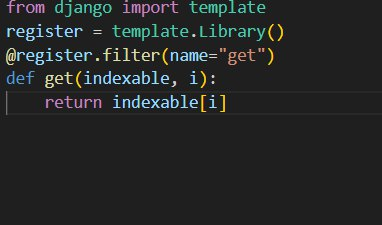 from django import template
register = template.Library()
@register.filter(name="get")
def get(indexable, i):
    return indexable[i]